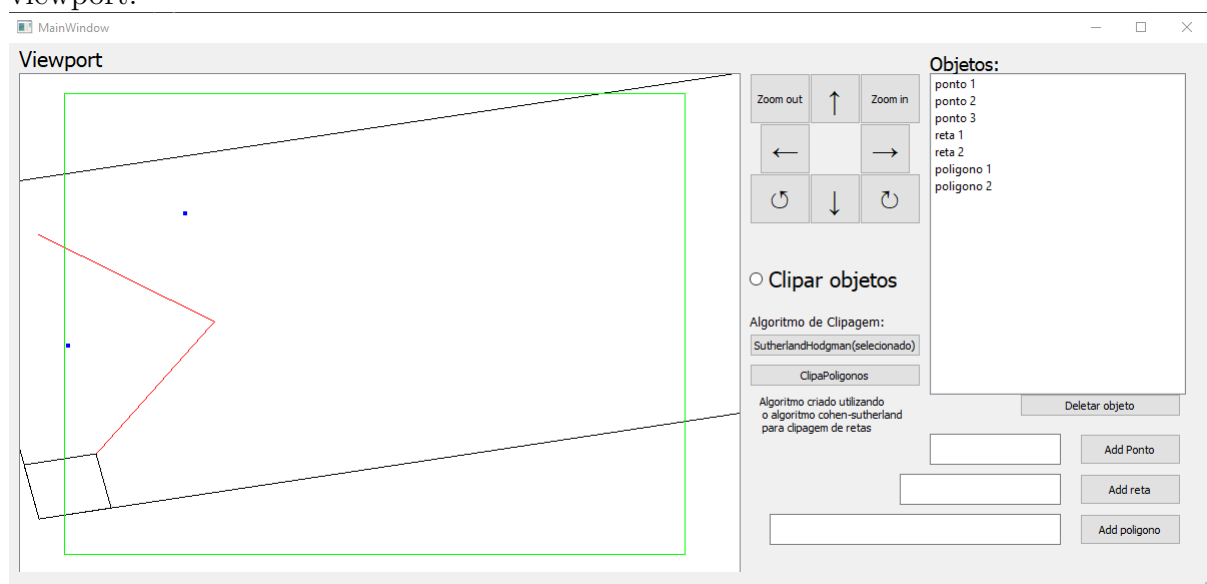 viewport.
MainWindow
Viewport
Objetos:
Zoom out
↑
Zoom in
←
→
↺
↓
↻
ponto 1
ponto 2
ponto 3
reta 1
reta 2
poligono 1
poligono 2
Clipar objetos
Algoritmo de Clipagem:
SutherlandHodgman(selecionado)
ClipaPoligonos
Algoritmo criado utilizando
o algoritmo cohen-sutherland
para clipagem de retas
Deletar objeto
Add Ponto
Add reta
Add poligono